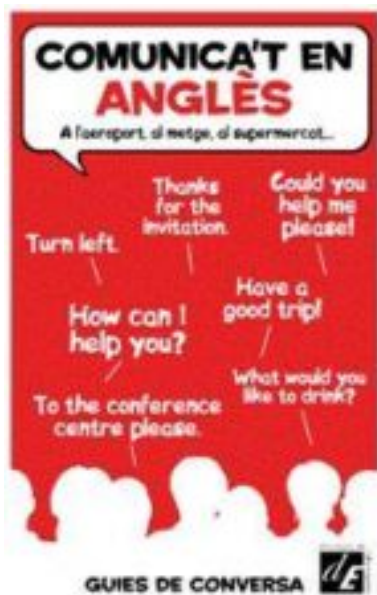 COMUNICA'T EN
ANGLÈS
A l'aeroport, al metge, al supermercat...
Thanks
for the
invitation.
Could you
help me
please!
Turn left.
How can I
help you?
Have a
good trip!
To the conference
centre please.
What would you
like to drink?
GUIES DE CONVERSA